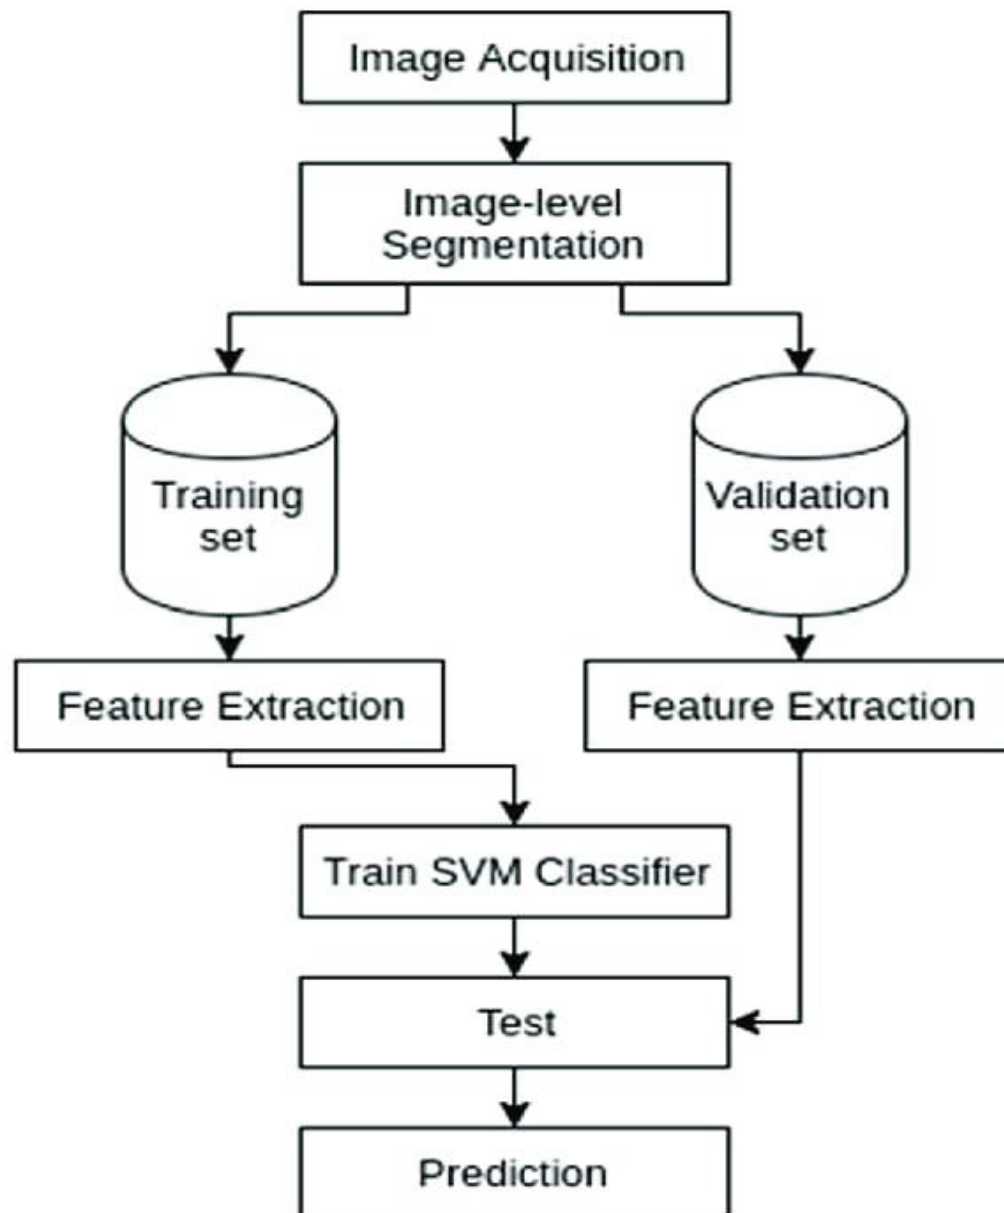 Image Acquisition
Image-level
Segmentation
Training
set
Validation
set
Feature Extraction
Feature Extraction
Train SVM Classifier
Test
Prediction